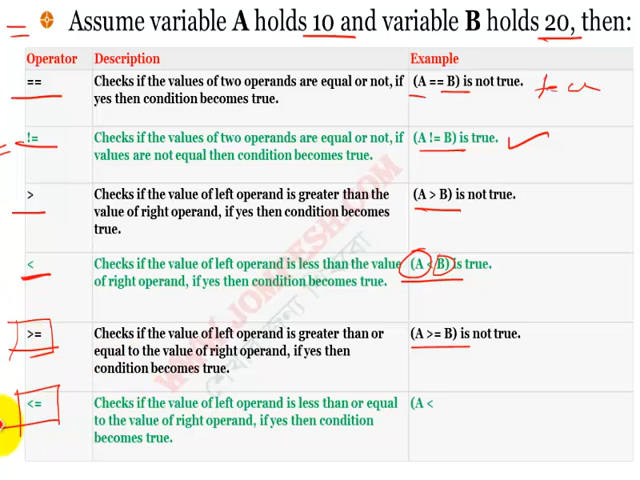 Assume variable A holds 10 and variable B holds 20, then:
Operator Description Example
== Checks if the values of two operands are equal or not, if (A == B) is not true.
yes then condition becomes true.
!= Checks if the values of two operands are equal or not, if (A != B) is true.
values are not equal then condition becomes true.
> Checks if the value of left operand is greater than the (A > B) is not true.
value of right operand, if yes then condition becomes
true.
< Checks if the value of left operand is less than the value (A < B) is true.
of right operand, if yes then condition becomes true.
>= Checks if the value of left operand is greater than or (A >= B) is not true.
equal to the value of right operand, if yes then
condition becomes true.
<= Checks if the value of left operand is less than or equal (A <
to the value of right operand, if yes then condition
becomes true.